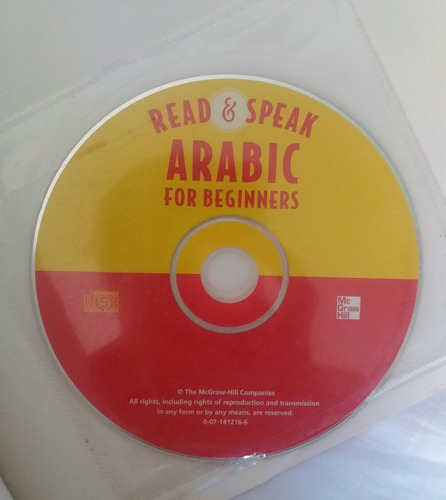 READ & SPEAK
ARABIC
FOR BEGINNERS
disc
Mc
Graw
Hill
© The McGraw-Hill Companies
All rights, including rights of reproduction and transmission
in any form or by any means, are reserved.
0-07-141216-6